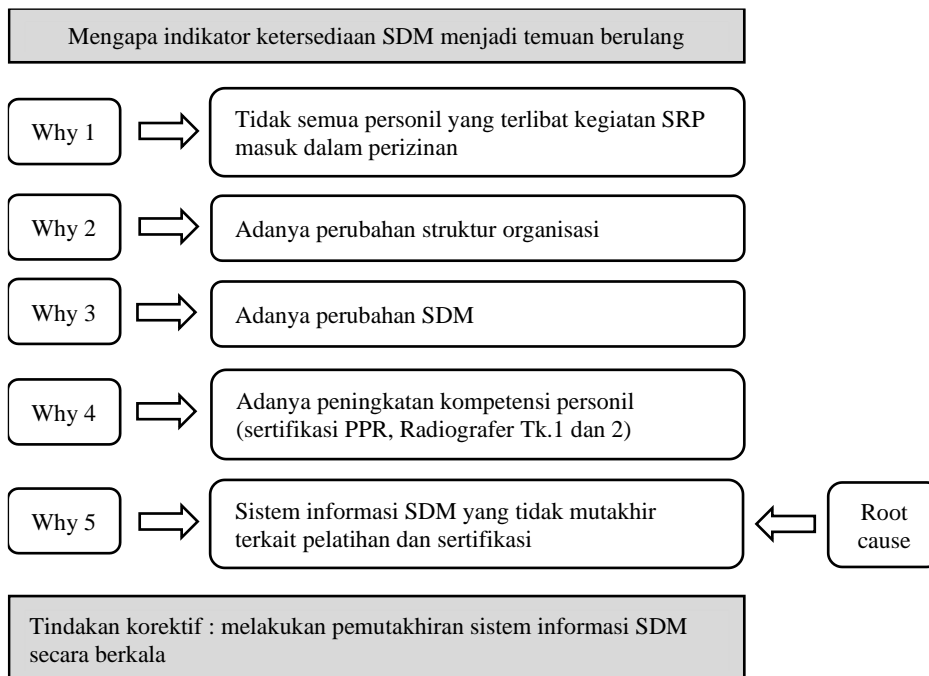 Mengapa indikator ketersediaan SDM menjadi temuan berulang
Why 1
Tidak semua personil yang terlibat kegiatan SRP
masuk dalam perizinan
Why 2
Adanya perubahan struktur organisasi
Why 3
Adanya perubahan SDM
Why 4
Adanya peningkatan kompetensi personil
(sertifikasi PPR, Radiografer Tk.1 dan 2)
Why 5
Sistem informasi SDM yang tidak mutakhir
terkait pelatihan dan sertifikasi
Root
cause
Tindakan korektif : melakukan pemutakhiran sistem informasi SDM
secara berkala